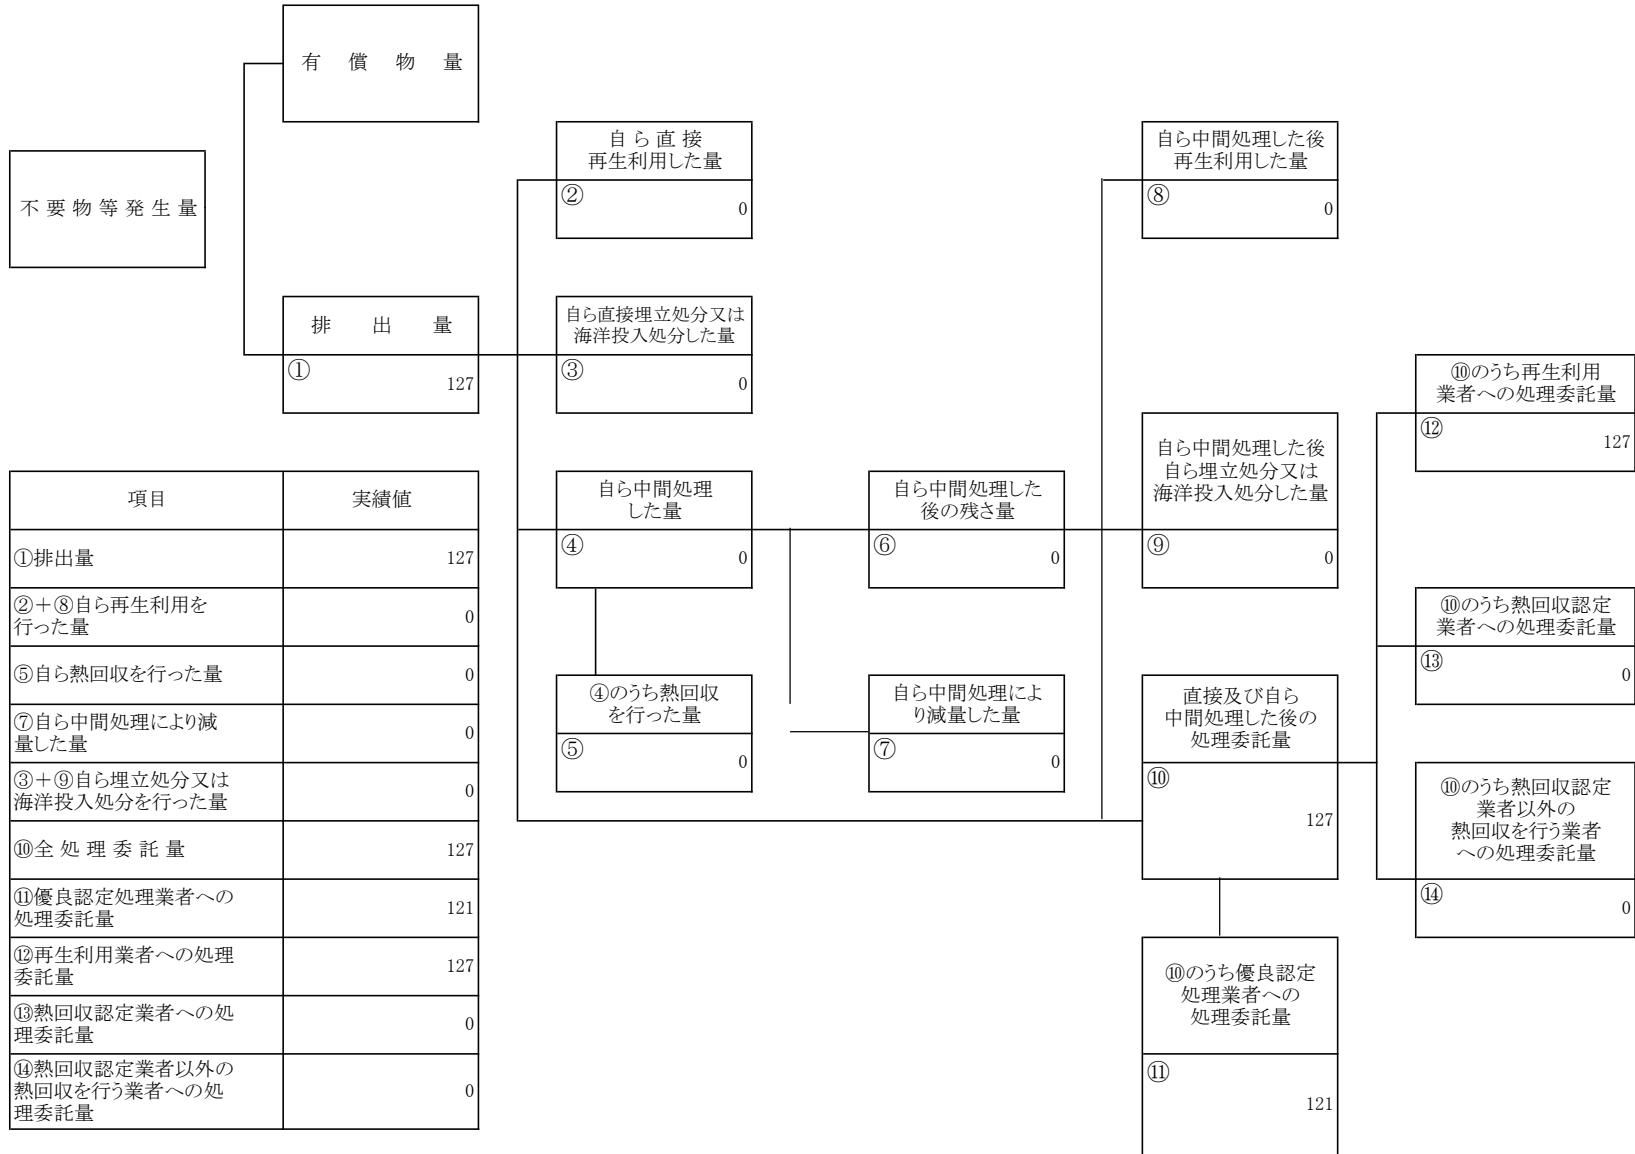 有 償 物 量
不 要 物 等 発 生 量
排 出 量
①
127
自 ら 直 接
再生利用した量
②
0
自ら直接埋立処分又は
海洋投入処分した量
③
0
自ら中間処理
した量
④
0
④のうち熱回収
を行った量
⑤
0
自ら中間処理した
後の残さ量
⑥
0
自ら中間処理によ
り減量した量
⑦
0
自ら中間処理した後
再生利用した量
⑧
0
自ら中間処理した後
自ら埋立処分又は
海洋投入処分した量
⑨
0
直接及び自ら
中間処理した後の
処理委託量
⑩
127
⑩のうち優良認定
処理業者への
処理委託量
⑪
121
⑩のうち再生利用
業者への処理委託量
⑫
127
⑩のうち熱回収認定
業者への処理委託量
⑬
0
⑩のうち熱回収認定
業者以外の
熱回収を行う業者
への処理委託量
⑭
0
項目 実績値
①排出量 127
②＋⑧自ら再生利用を
行った量 0
⑤自ら熱回収を行った量 0
⑦自ら中間処理により減
量した量 0
③＋⑨自ら埋立処分又は
海洋投入処分を行った量 0
⑩全 処 理 委 託 量 127
⑪優良認定処理業者への
処理委託量 121
⑫再生利用業者への処理
委託量 127
⑬熱回収認定業者への処
理委託量 0
⑭熱回収認定業者以外の
熱回収を行う業者への処
理委託量 0